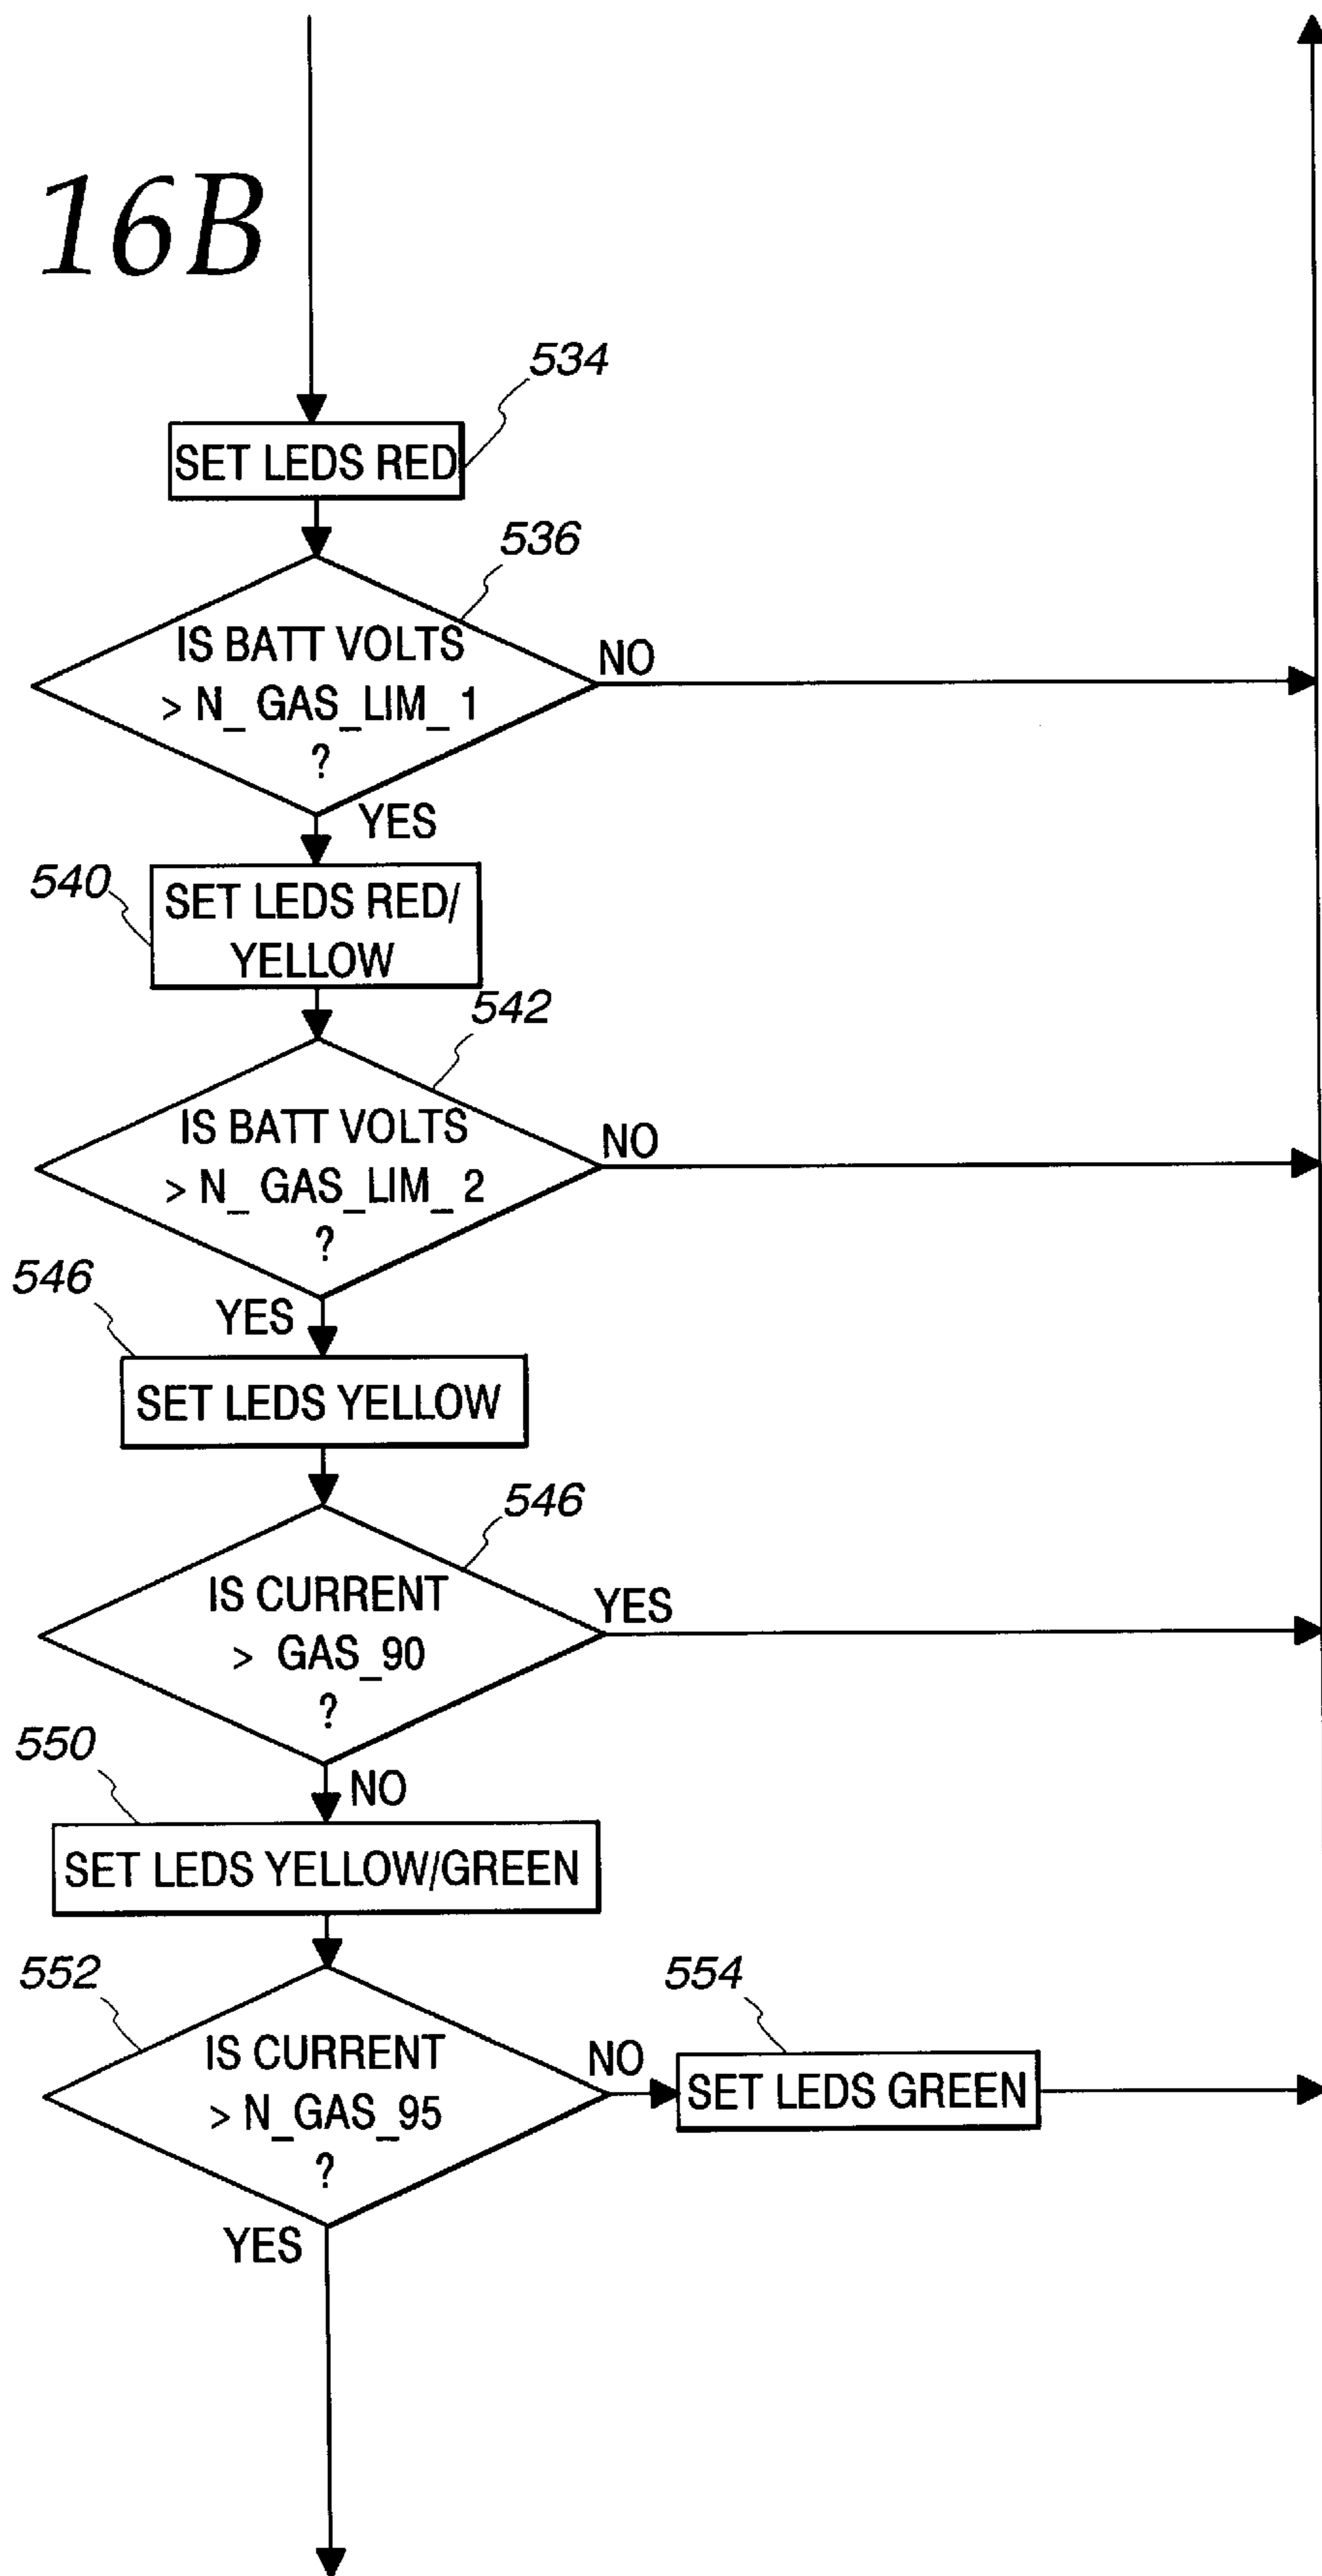 16B
534
SET LEDS RED
536
IS BATT VOLTS
> N_ GAS_LIM_ 1
?
NO
YES
540
SET LEDS RED/
YELLOW
542
IS BATT VOLTS
> N_ GAS_LIM_ 2
?
NO
YES
546
SET LEDS YELLOW
546
IS CURRENT
> GAS_90
?
YES
NO
550
SET LEDS YELLOW/GREEN
552
IS CURRENT
> N_GAS_95
?
NO
554
SET LEDS GREEN
YES